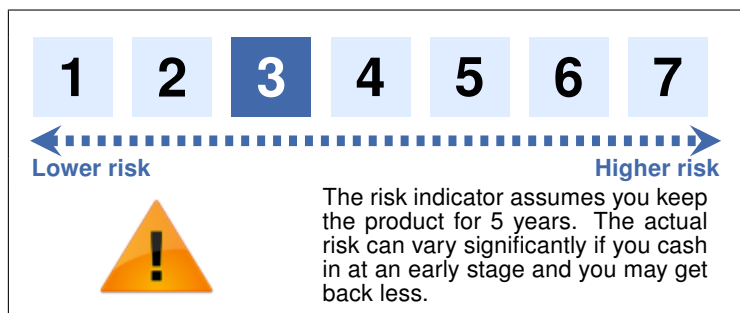 1 2 3 4 5 6 7
Lower risk Higher risk
The risk indicator assumes you keep
the product for 5 years. The actual
risk can vary significantly if you cash
in at an early stage and you may get
back less.